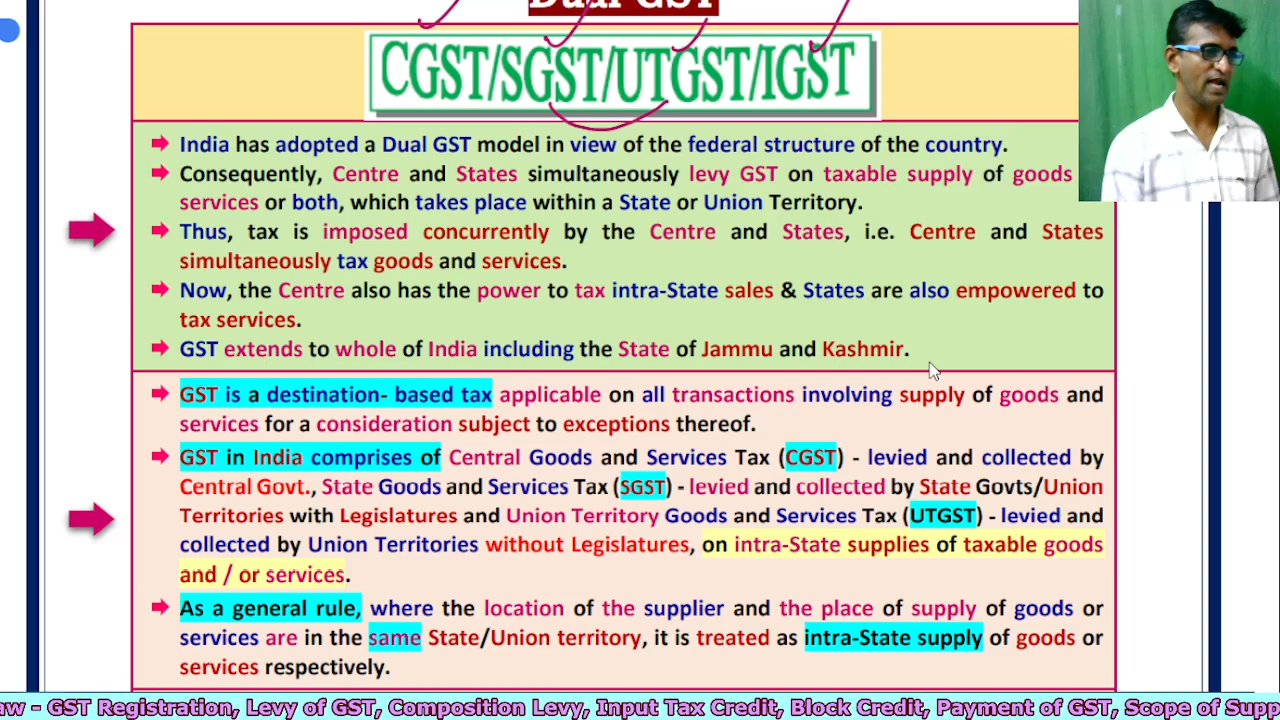 Dual GST
CGST/SGST/UTGST/IGST
India has adopted a Dual GST model in view of the federal structure of the country.
Consequently, Centre and States simultaneously levy GST on taxable supply of goods
services or both, which takes place within a State or Union Territory.
Thus, tax is imposed concurrently by the Centre and States, i.e. Centre and States
simultaneously tax goods and services.
Now, the Centre also has the power to tax intra-State sales & States are also empowered to
tax services.
GST extends to whole of India including the State of Jammu and Kashmir.
GST is a destination- based tax applicable on all transactions involving supply of goods and
services for a consideration subject to exceptions thereof.
GST in India comprises of Central Goods and Services Tax (CGST) - levied and collected by
Central Govt., State Goods and Services Tax (SGST) - levied and collected by State Govts/Union
Territories with Legislatures and Union Territory Goods and Services Tax (UTGST) - levied and
collected by Union Territories without Legislatures, on intra-State supplies of taxable goods
and / or services.
As a general rule, where the location of the supplier and the place of supply of goods or
services are in the same State/Union territory, it is treated as intra-State supply of goods or
services respectively.
aw - GST Registration, Levy of GST, Composition Levy, Input Tax Credit, Block Credit, Payment of GST, Scope of Supp